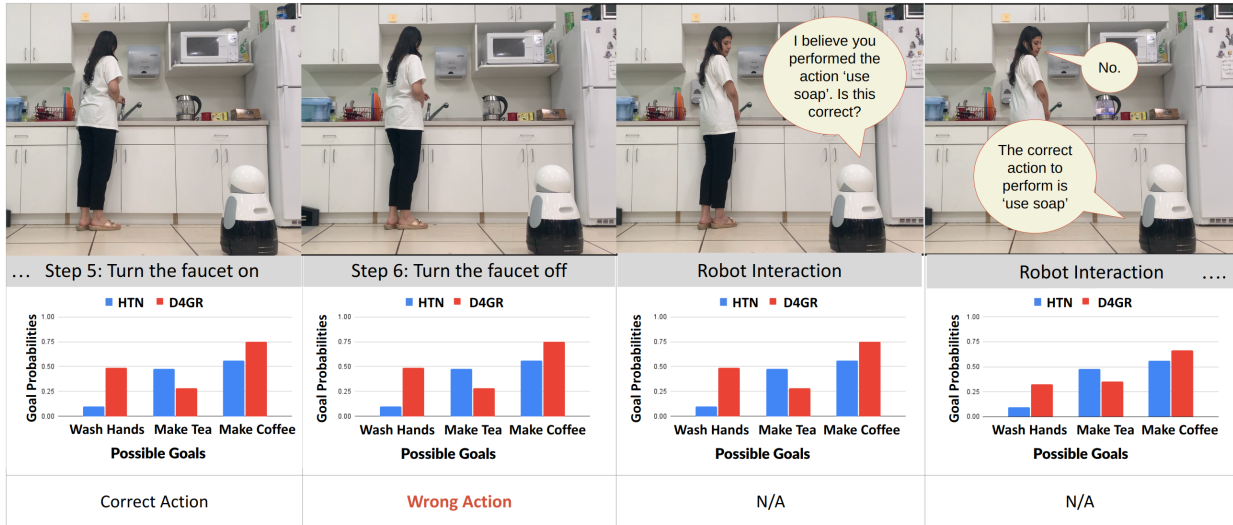 I believe you
performed the
action ‘use
soap’. Is this
correct?
No.
The correct
action to
perform is
‘use soap’
... Step 5: Turn the faucet on
Step 6: Turn the faucet off
Robot Interaction
Robot Interaction ....
HTN D4GR
Goal Probabilities
1.00
0.75
0.50
0.25
0.00
Wash Hands Make Tea Make Coffee
Possible Goals
HTN D4GR
Goal Probabilities
1.00
0.75
0.50
0.25
0.00
Wash Hands Make Tea Make Coffee
Possible Goals
HTN D4GR
Goal Probabilities
1.00
0.75
0.50
0.25
0.00
Wash Hands Make Tea Make Coffee
Possible Goals
HTN D4GR
Goal Probabilities
1.00
0.75
0.50
0.25
0.00
Wash Hands Make Tea Make Coffee
Possible Goals
Correct Action
Wrong Action
N/A
N/A